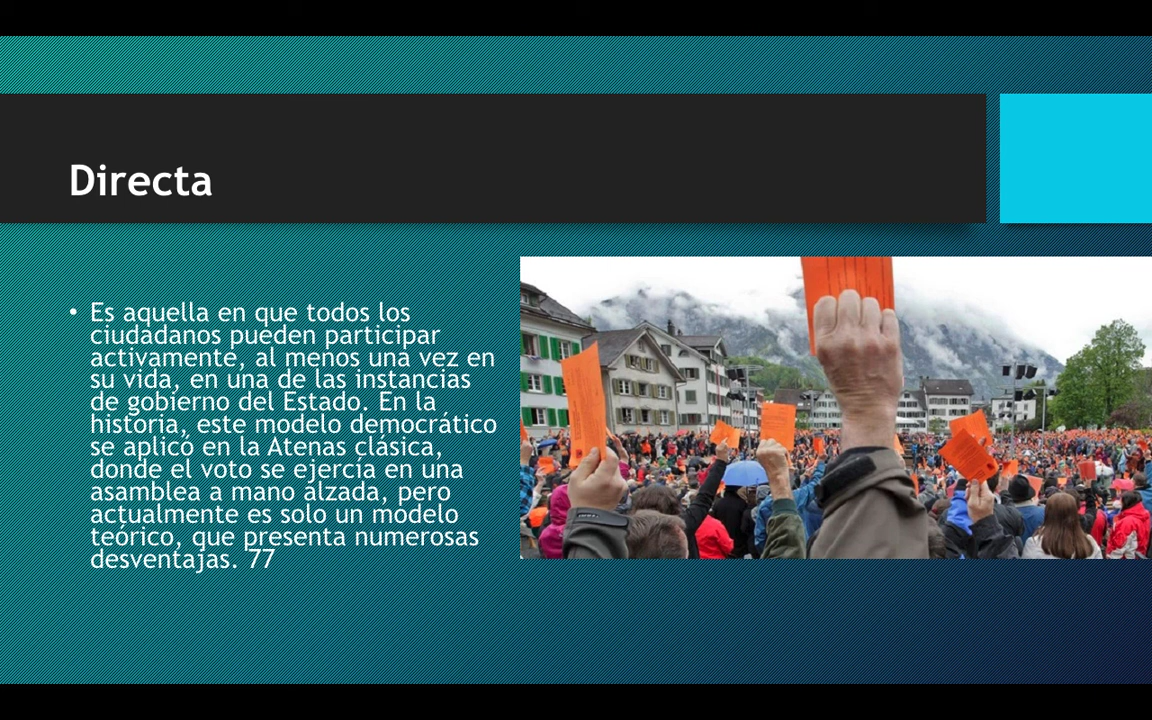 Directa
• Es aquella en que todos los
ciudadanos pueden participar
activamente, al menos una vez en
su vida, en una de las instancias
de gobierno del Estado. En la
historia, este modelo democrático
se aplicó en la Atenas clásica,
donde el voto se ejercía en una
asamblea a mano alzada, pero
actualmente es solo un modelo
teórico, que presenta numerosas
desventajas. 77